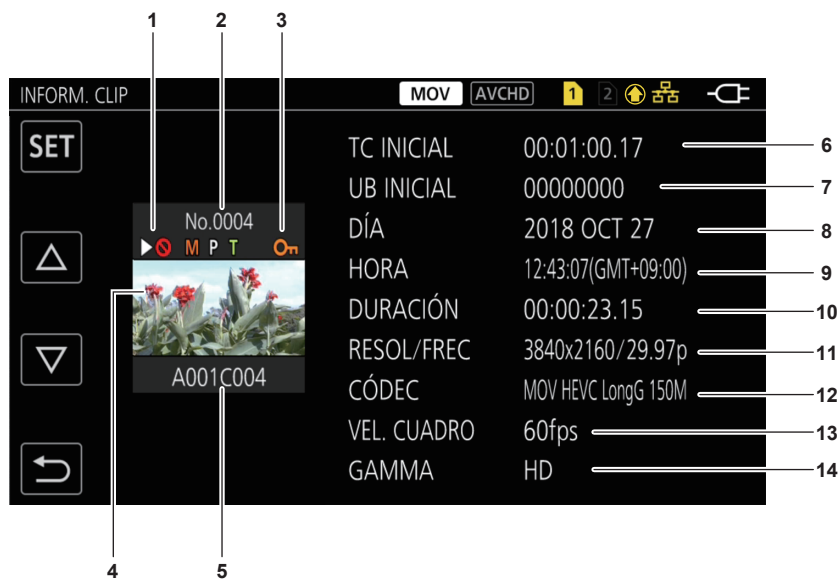 1 2 3
INFORM. CLIP MOV AVCHD 1 2
SET
No.0004
M P T
A001C004
TC INICIAL 00:01:00.17 6
UB INICIAL 00000000 7
DÍA 2018 OCT 27 8
HORA 12:43:07(GMT+09:00) 9
DURACIÓN 00:00:23.15 10
RESOL/FREC 3840x2160/29.97p 11
CÓDEC MOV HEVC LongG 150M 12
VEL. CUADRO 60fps 13
GAMMA HD 14
4 5